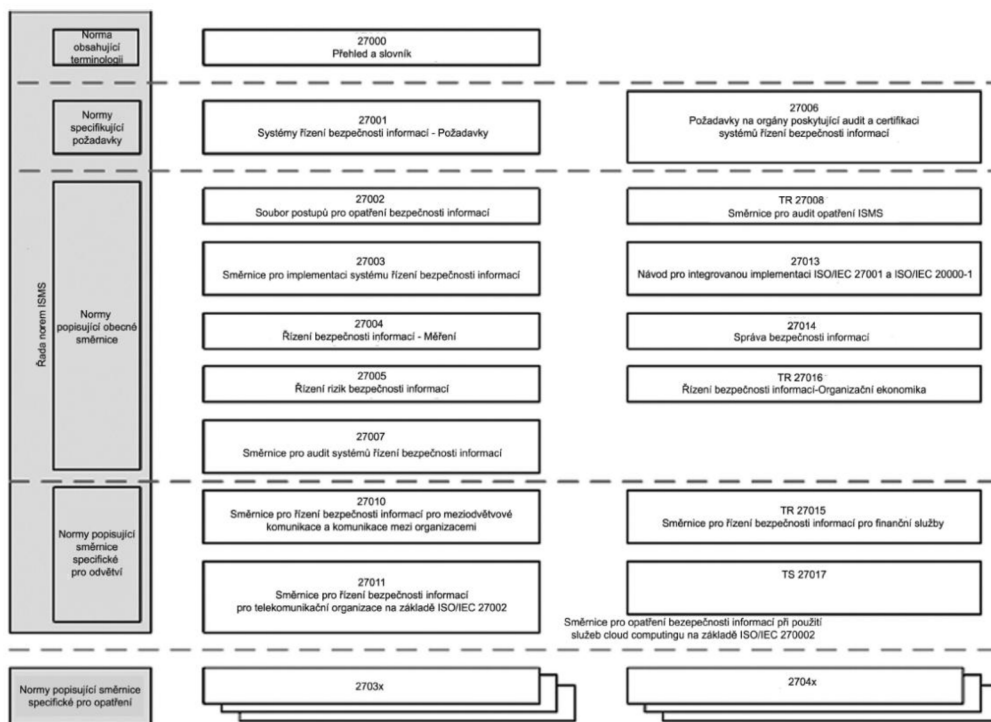 Řada norem ISMS
Norma
obsahující
terminologii
27000
Přehled a slovník
Normy
specifikující
požadavky
27001
Systémy řízení bezpečnosti informací - Požadavky
27006
Požadavky na orgány poskytující audit a certifikaci
systémů řízení bezpečnosti informací
Normy
popisující obecné
směrnice
27002
Soubor postupů pro opatření bezpečnosti informací
TR 27008
Směrnice pro audit opatření ISMS
27003
Směrnice pro implementaci systému řízení bezpečnosti informací
27013
Návod pro integrovanou implementaci ISO/IEC 27001 a ISO/IEC 20000-1
27004
Řízení bezpečnosti informací - Měření
27014
Správa bezpečnosti informací
27005
Řízení rizik bezpečnosti informací
TR 27016
Řízení bezpečnosti informací-Organizační ekonomika
27007
Směrnice pro audit systémů řízení bezpečnosti informací
Normy popisující
směrnice
specifické
pro odvětví
27010
Směrnice pro řízení bezpečnosti informací pro meziodvětvové
komunikace a komunikace mezi organizacemi
TR 27015
Směrnice pro řízení bezpečnosti informací pro finanční služby
27011
Směrnice pro řízení bezpečnosti informací
pro telekomunikační organizace na základě ISO/IEC 27002
TS 27017
Směrnice pro opatření bezepečnosti informací při použití
služeb cloud computingu na základě ISO/IEC 270002
Normy popisující směrnice
specifické pro opatření
2703x
2704x